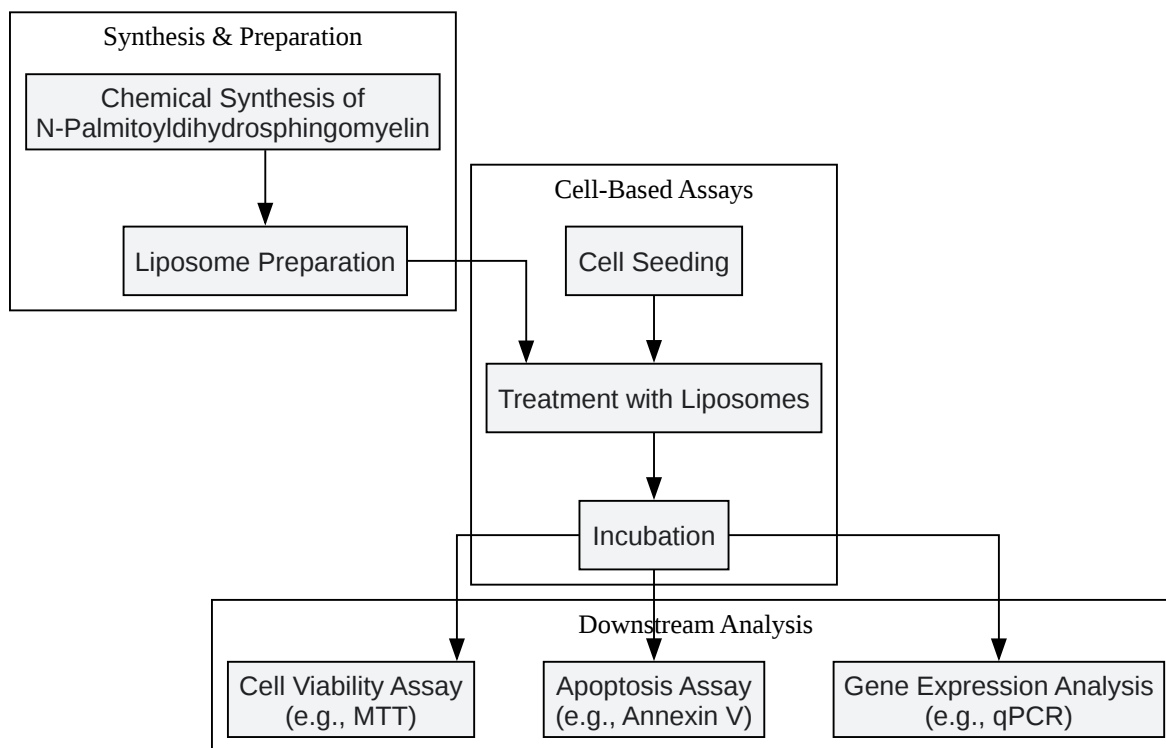 Synthesis & Preparation
Chemical Synthesis of
N-Palmitoyldihydrosphingomyelin
Liposome Preparation
Cell-Based Assays
Cell Seeding
Treatment with Liposomes
Incubation
Downstream Analysis
Cell Viability Assay
(e.g., MTT)
Apoptosis Assay
(e.g., Annexin V)
Gene Expression Analysis
(e.g., qPCR)